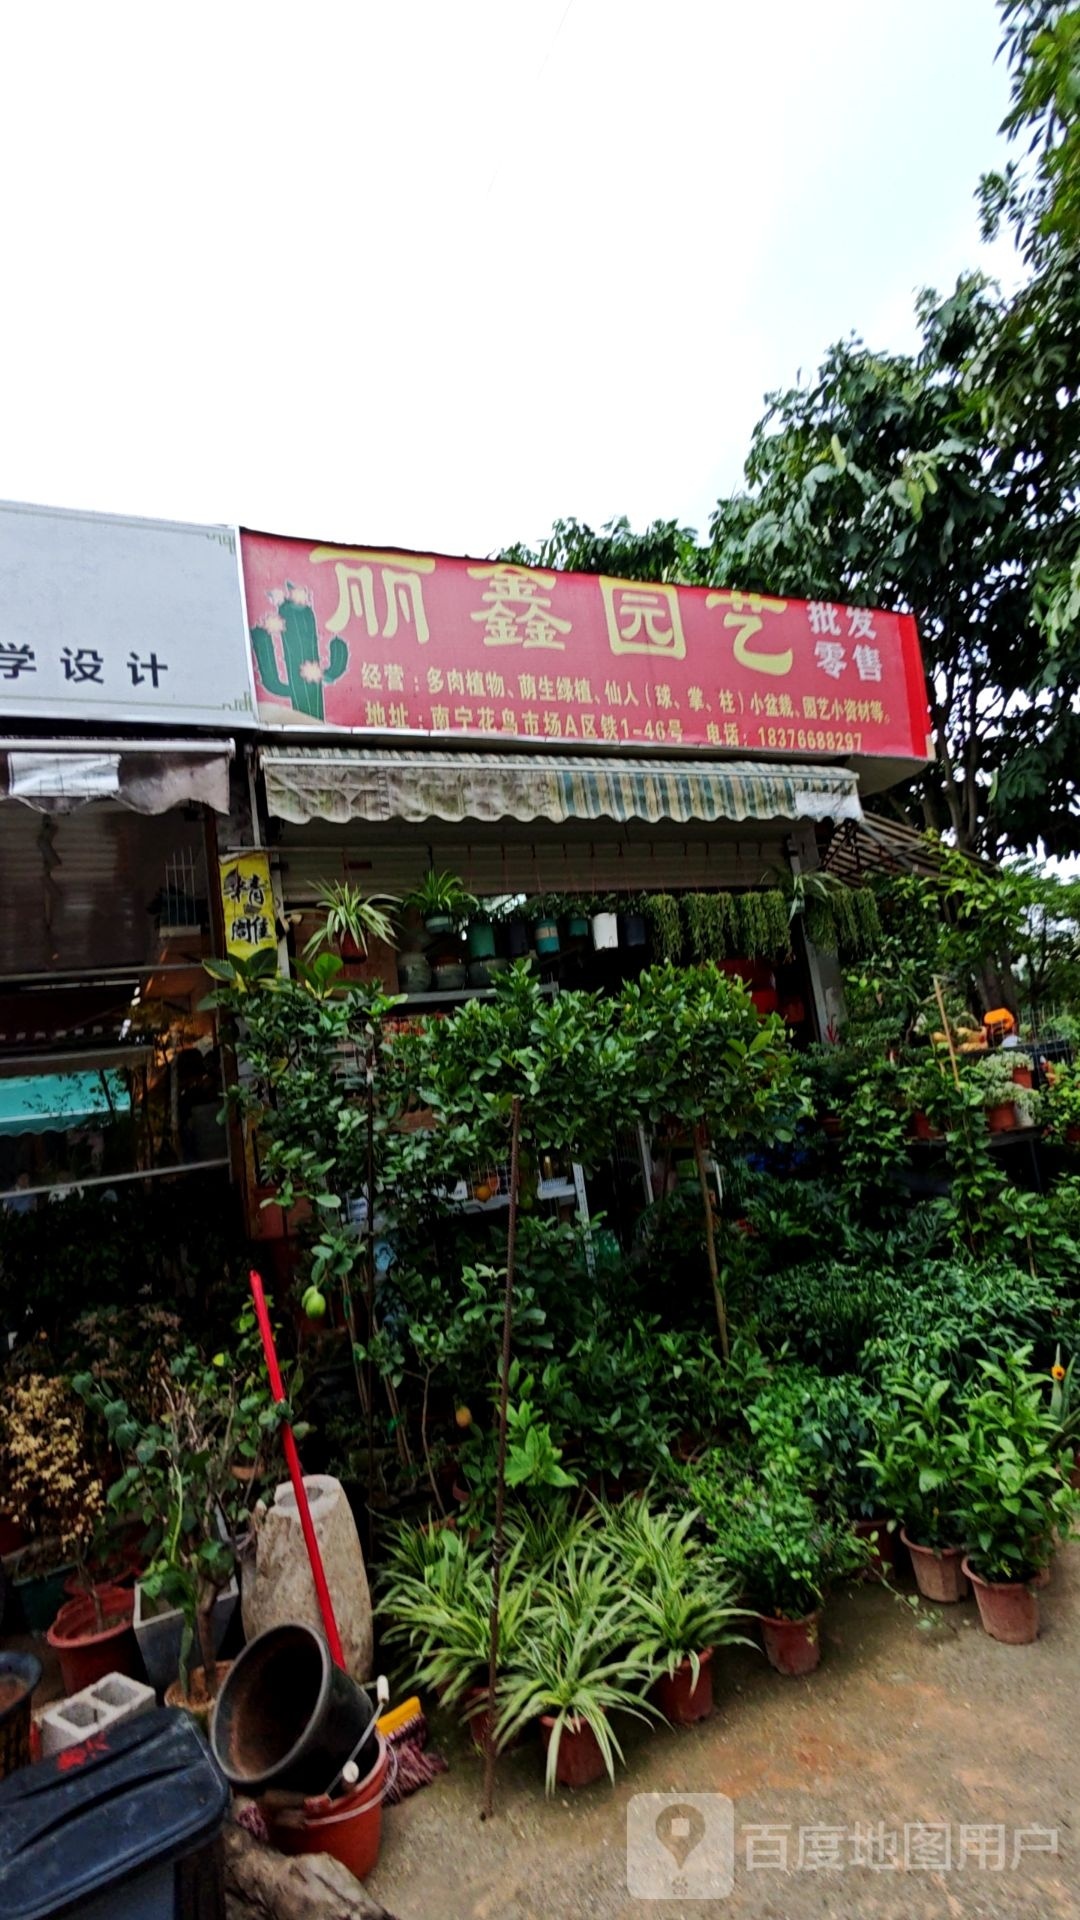 学设计
丽鑫园艺
批发
零售
经营：多肉植物、萌生绿植、仙人（球、掌、柱）小盆栽、园艺小资材等。
地址：南宁花鸟市场A区铁1-46号 电话：18376688297
精雕
百度地图用户